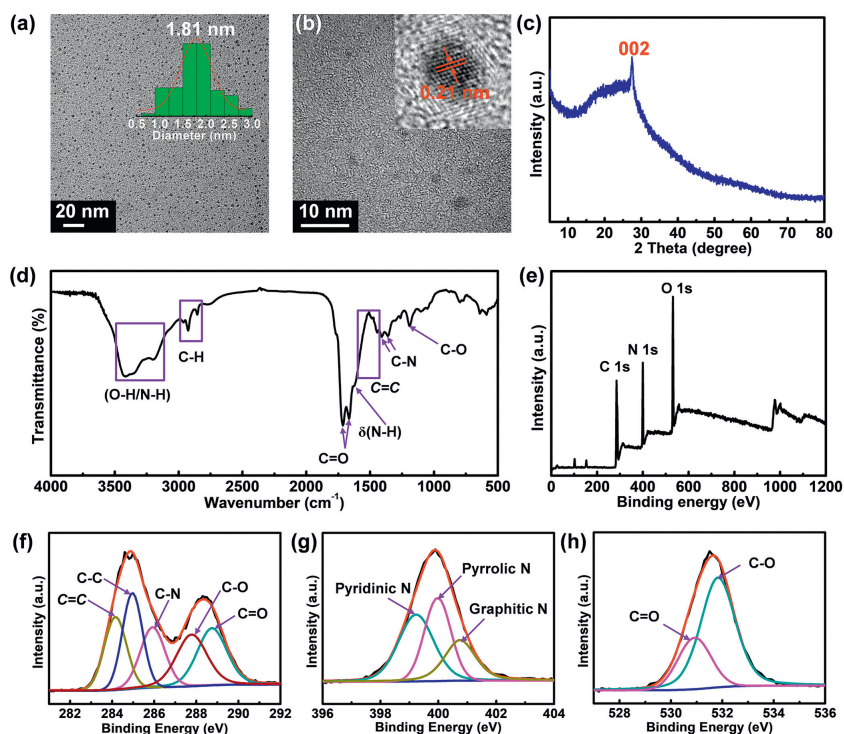 (a)
1.81 nm
0.5 1.0 1.5 2.0 2.5 3.0
Diameter (nm)
20 nm
(b)
0.21 nm
10 nm
(c)
Intensity (a.u.)
002
10 20 30 40 50 60 70 80
2 Theta (degree)
(d)
Transmittance (%)
(O-H/N-H)
C-H
C=O
δ(N-H)
C=C
C-N
C-O
4000 3500 3000 2500 2000 1500 1000 500
Wavenumber (cm⁻¹)
(e)
Intensity (a.u.)
C 1s
N 1s
O 1s
0 200 400 600 800 1000 1200
Binding energy (eV)
(f)
Intensity (a.u.)
C=C
C-C
C-N
C-O
C=O
282 284 286 288 290 292
Binding Energy (eV)
(g)
Intensity (a.u.)
Pyridinic N
Pyrrolic N
Graphitic N
396 398 400 402 404
Binding Energy (eV)
(h)
Intensity (a.u.)
C=O
C-O
528 530 532 534 536
Binding Energy (eV)